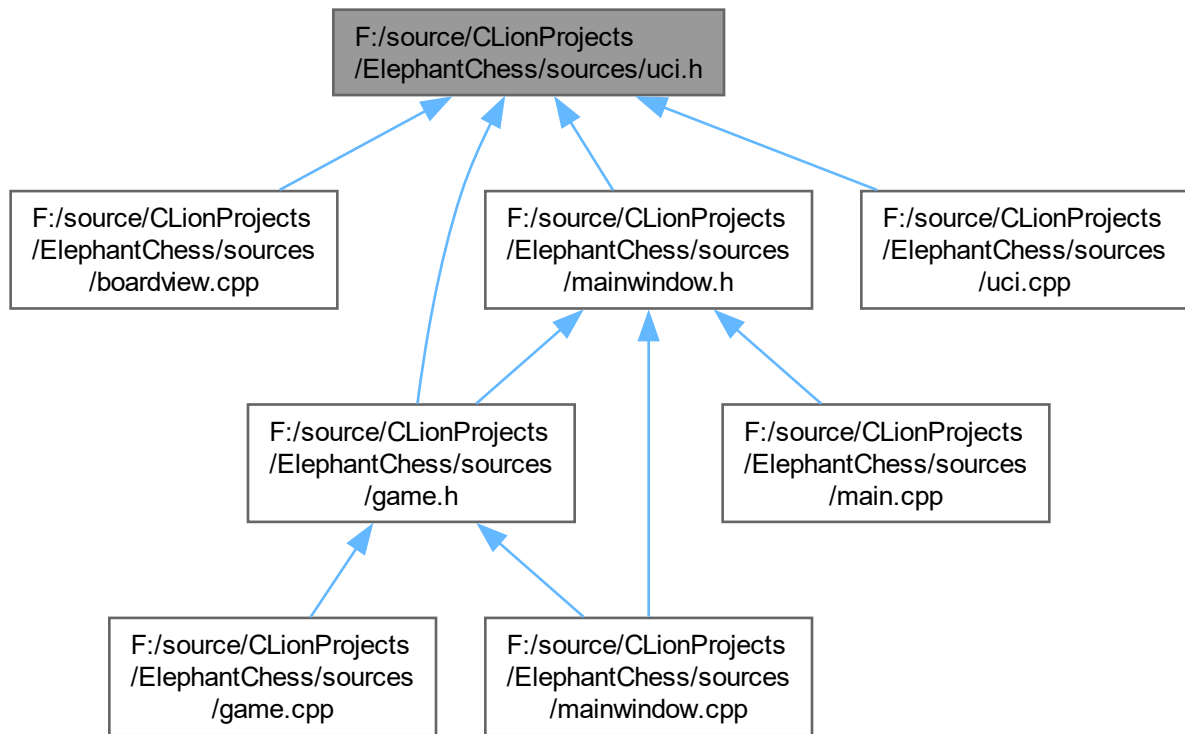 F:/source/CLionProjects
/ElephantChess/sources/uci.h
F:/source/CLionProjects
/ElephantChess/sources
/boardview.cpp
F:/source/CLionProjects
/ElephantChess/sources
/mainwindow.h
F:/source/CLionProjects
/ElephantChess/sources
/uci.cpp
F:/source/CLionProjects
/ElephantChess/sources
/game.h
F:/source/CLionProjects
/ElephantChess/sources
/main.cpp
F:/source/CLionProjects
/ElephantChess/sources
/game.cpp
F:/source/CLionProjects
/ElephantChess/sources
/mainwindow.cpp